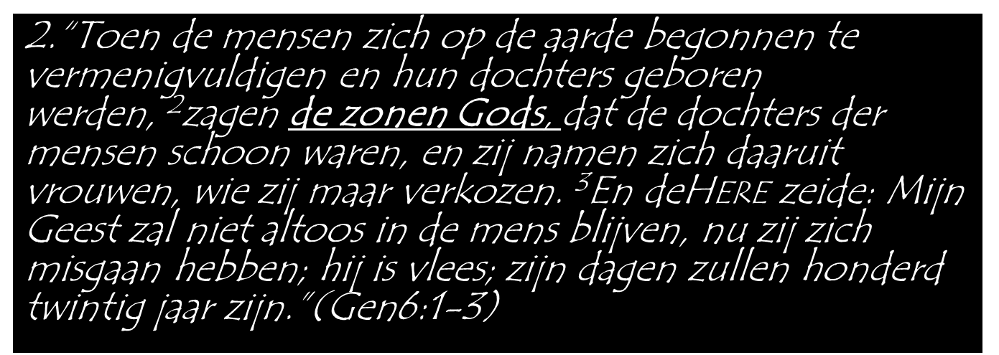 2."Toen de mensen zich op de aarde begonnen te
vermenigvuldigen en hun dochters geboren
werden, ²zagen de zonen Gods, dat de dochters der
mensen schoon waren, en zij namen zich daaruit
vrouwen, wie zij maar verkozen. ³En deHERE zeide: Mijn
Geest zal niet altoos in de mens blijven, nu zij zich
misgaan hebben; hij is vlees; zijn dagen zullen honderd
twintig jaar zijn."(Gen6:1-3)